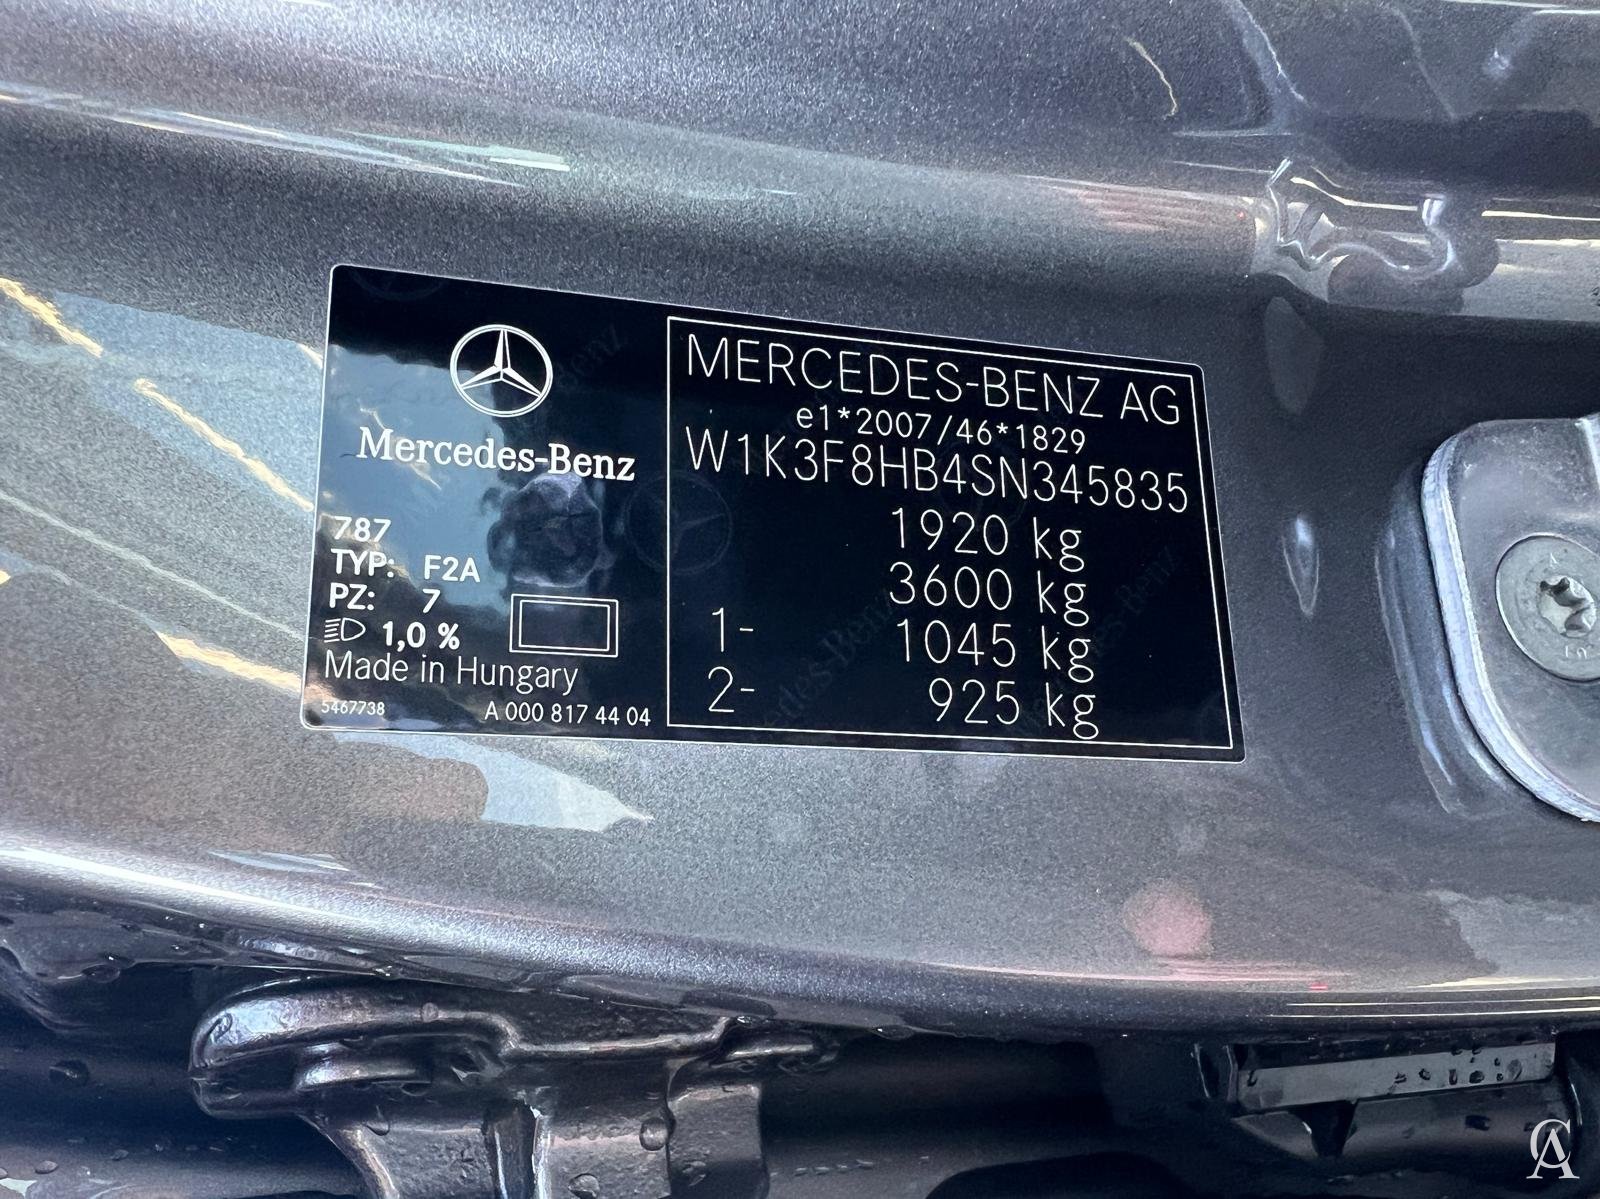 Mercedes-Benz
787
TYP: F2A
PZ: 7
1,0 %
Made in Hungary
5467738
A 000 817 44 04
MERCEDES-BENZ AG
e1*2007/46*1829
W1K3F8HB4SN345835
1920 kg
3600 kg
1- 1045 kg
2- 925 kg